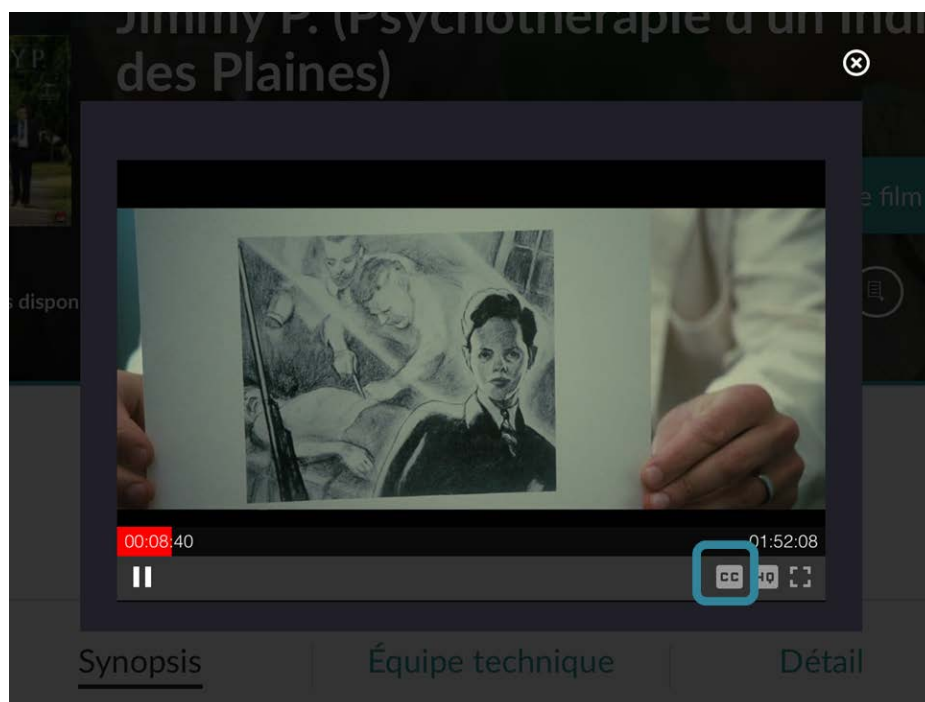 Jimmy P. (Psychothérapie d'un Indi
des Plaines)
Y P.
e film
s dispon
00:08:40
01:52:08
CC HQ
Synopsis
Équipe technique
Détail